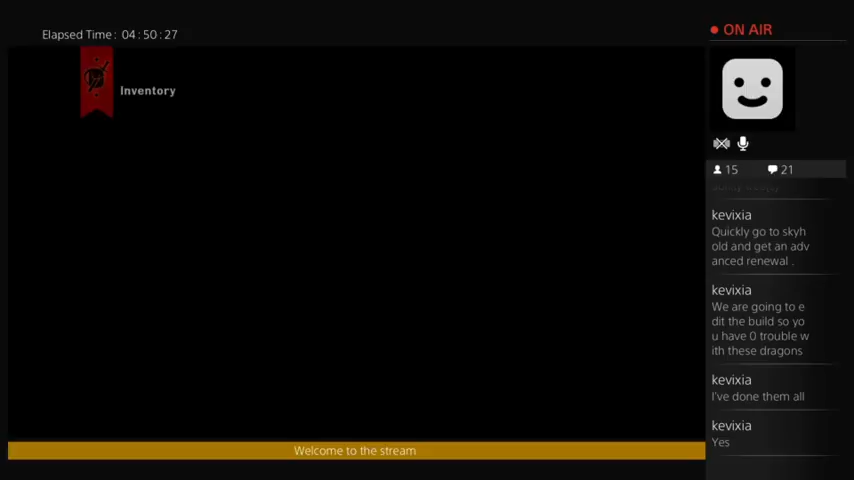 Elapsed Time: 04:50:27
ON AIR
Inventory
15 21
kevixia
Quickly go to skyh
old and get an adv
anced renewal .
kevixia
We are going to e
dit the build so yo
u have 0 trouble w
ith these dragons
kevixia
I've done them all
kevixia
Yes
Welcome to the stream